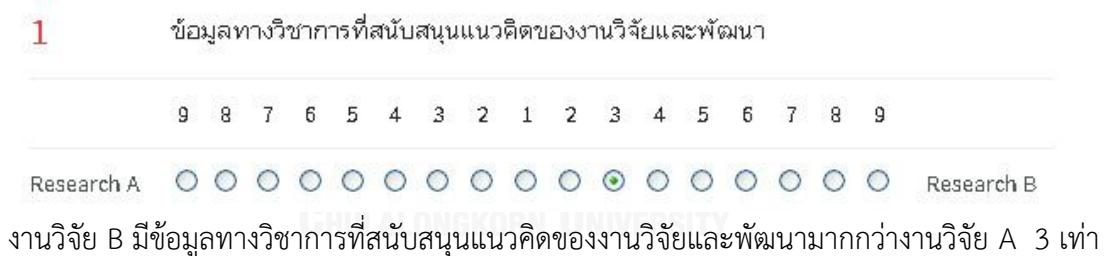 1 ข้อมูลทางวิชาการที่สนับสนุนแนวคิดของงานวิจัยและพัฒนา
9 8 7 6 5 4 3 2 1 2 3 4 5 6 7 8 9
Research A Research B
CHULALONGKORN UNIVERSITY
งานวิจัย B มีข้อมูลทางวิชาการที่สนับสนุนแนวคิดของงานวิจัยและพัฒนามากกว่างานวิจัย A 3 เท่า